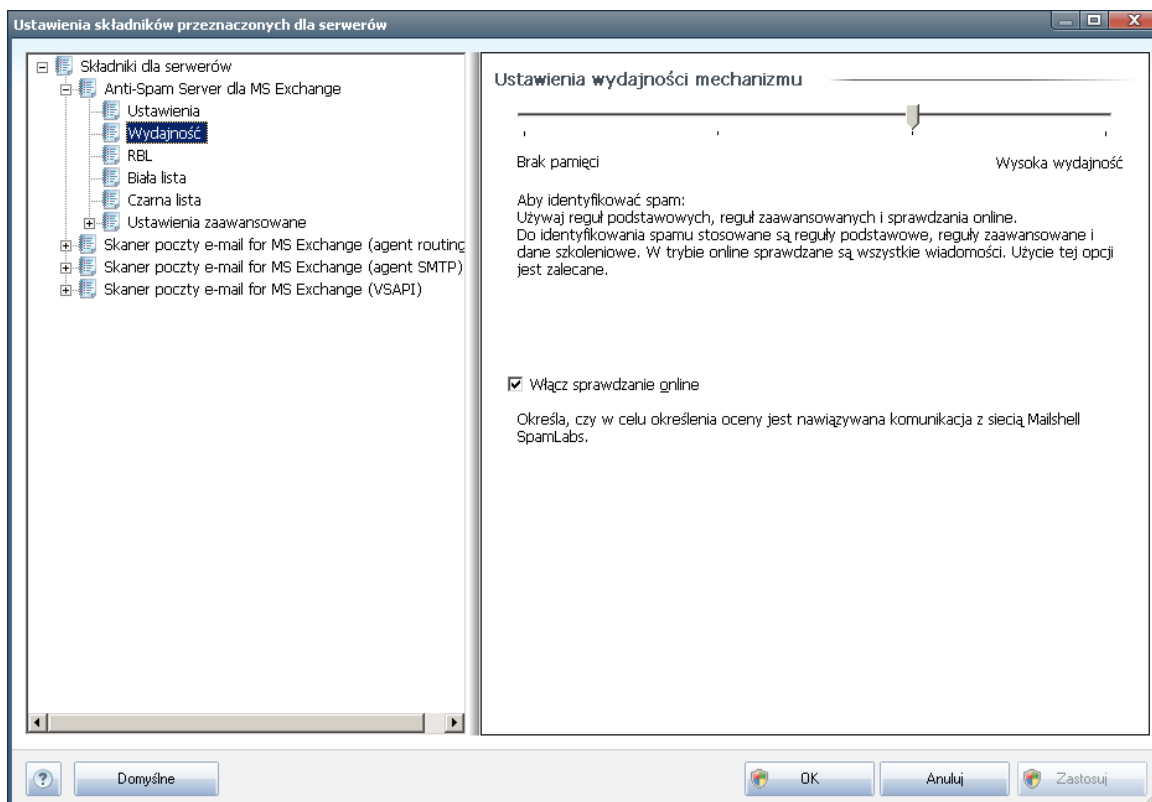 Ustawienia składników przeznaczonych dla serwerów
Składniki dla serwerów
Anti-Spam Server dla MS Exchange
Ustawienia
Wydajność
RBL
Biała lista
Czarna lista
Ustawienia zaawansowane
Skaner poczty e-mail for MS Exchange (agent routing
Skaner poczty e-mail for MS Exchange (agent SMTP)
Skaner poczty e-mail for MS Exchange (VSAPI)
Ustawienia wydajności mechanizmu
Brak pamięci Wysoka wydajność
Aby identyfikować spam:
Używaj reguł podstawowych, reguł zaawansowanych i sprawdzania online.
Do identyfikowania spamu stosowane są reguły podstawowe, reguły zaawansowane i
dane szkoleniowe. W trybie online sprawdzane są wszystkie wiadomości. Użycie tej opcji
jest zalecane.
Włącz sprawdzanie online
Określa, czy w celu określenia oceny jest nawiązywana komunikacja z siecią Mailshell
SpamLabs.
? Domyślne OK Anuluj Zastosuj